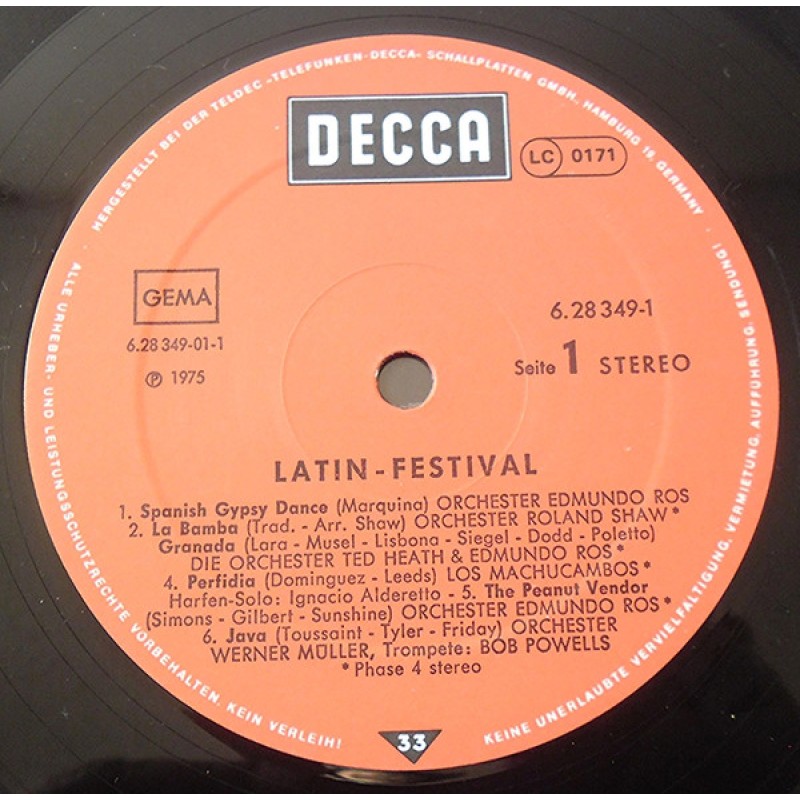 HERGESTELLT BEI DER TELDEC »TELEFUNKEN-DECCA« SCHALLPLATTEN GMBH, HAMBURG 19, GERMANY
DECCA
LC 0171
GEMA
6.28 349-01-1
℗ 1975
6.28 349-1
Seite 1 STEREO
LATIN-FESTIVAL
1. Spanish Gypsy Dance (Marquina) ORCHESTER EDMUNDO ROS
2. La Bamba (Trad. - Arr. Shaw) ORCHESTER ROLAND SHAW*
Granada (Lara - Musel - Lisbona - Siegel - Dodd - Poletto)
DIE ORCHESTER TED HEATH & EDMUNDO ROS*
4. Perfidia (Dominguez - Leeds) LOS MACHUCAMBOS*
Harfen-Solo: Ignacio Alderetto - 5. The Peanut Vendor
(Simons - Gilbert - Sunshine) ORCHESTER EDMUNDO ROS*
6. Java (Toussaint - Tyler - Friday) ORCHESTER
WERNER MÜLLER, Trompete: BOB POWELLS
*Phase 4 stereo
33
ALLE URHEBER- UND LEISTUNGSSCHUTZRECHTE VORBEHALTEN. KEIN VERLEIH!
KEINE UNERLAUBTE VERVIELFÄLTIGUNG, VERMIETUNG, AUFFÜHRUNG, SENDUNG!